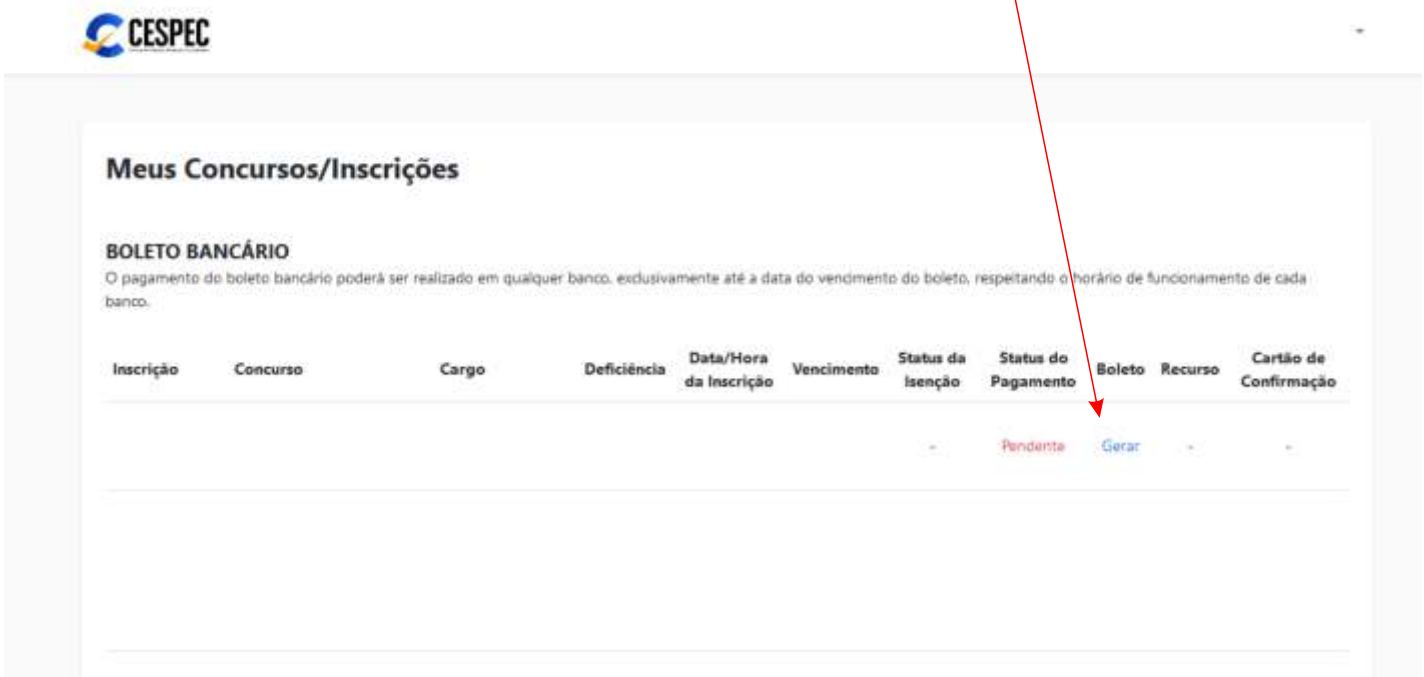 CESPEC
Meus Concursos/Inscrições
BOLETO BANCÁRIO
O pagamento do boleto bancário poderá ser realizado em qualquer banco, exclusivamente até a data do vencimento do boleto, respeitando o horário de funcionamento de cada
banco.
Inscrição Concurso Cargo Deficiência Data/Hora da Inscrição Vencimento Status da Isenção Status do Pagamento Boleto Recurso Cartão de Confirmação
- Pendente Gerar - -